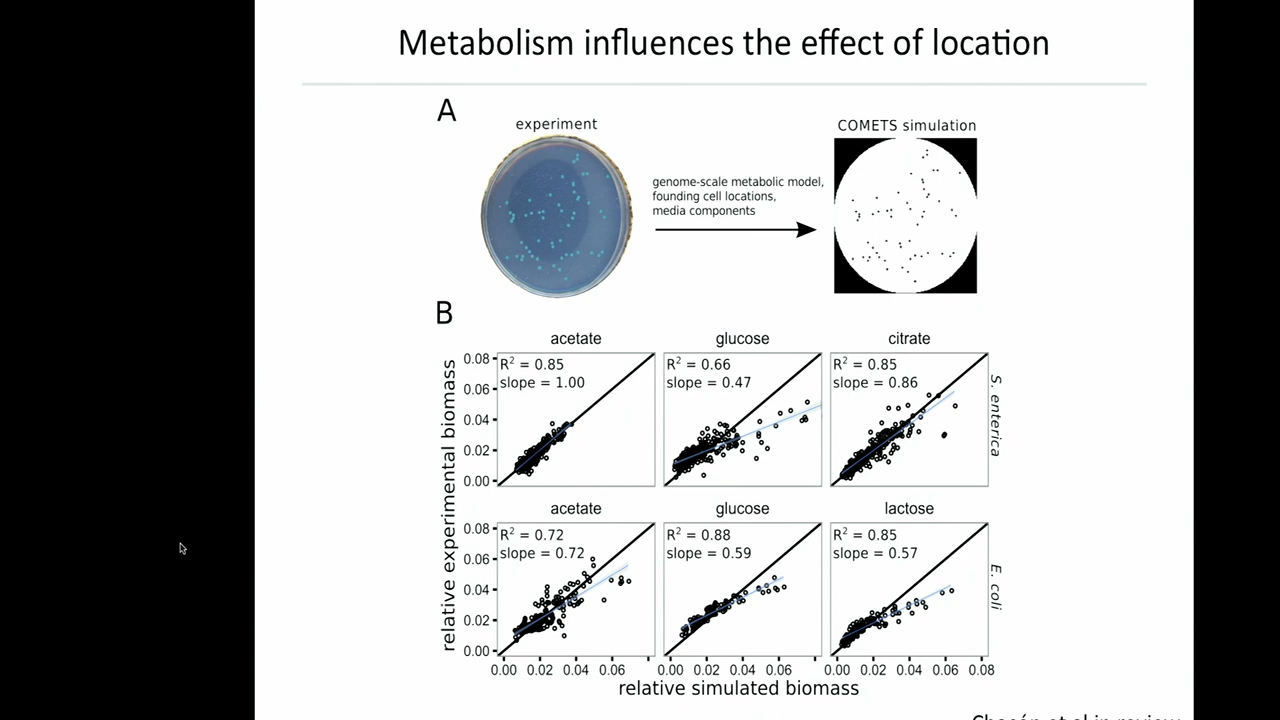 Metabolism influences the effect of location
A
experiment
COMETS simulation
genome-scale metabolic model,
founding cell locations,
media components
B
acetate
glucose
citrate
R² = 0.85
slope = 1.00
R² = 0.66
slope = 0.47
R² = 0.85
slope = 0.86
0.08
0.06
0.04
0.02
0.00
S. enterica
relative experimental biomass
acetate
glucose
lactose
R² = 0.72
slope = 0.72
R² = 0.88
slope = 0.59
R² = 0.85
slope = 0.57
0.08
0.06
0.04
0.02
0.00
E. coli
0.00 0.02 0.04 0.06
0.00 0.02 0.04 0.06
0.00 0.02 0.04 0.06 0.08
relative simulated biomass
Chacón et al in review